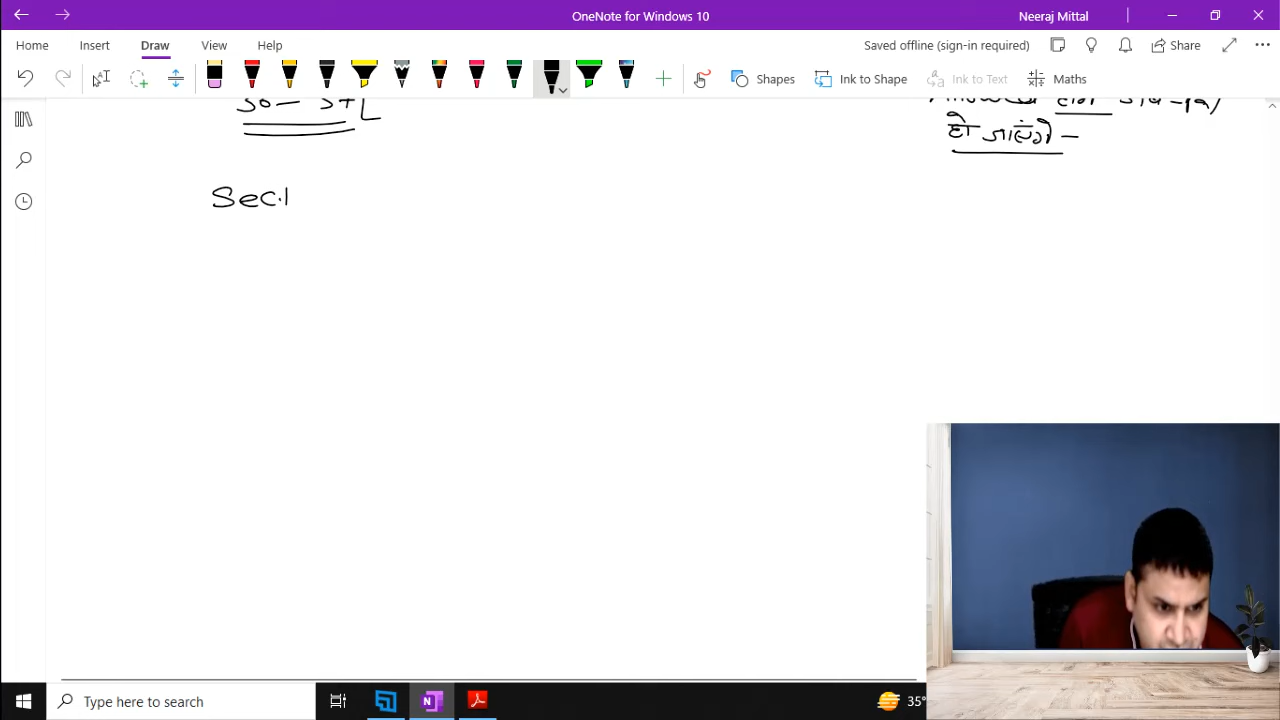 OneNote for Windows 10
Neeraj Mittal
Home Insert Draw View Help
Saved offline (sign-in required) Share
Shapes Ink to Shape Ink to Text Maths
हो जाएंगे –
Sec.1
Type here to search
35°